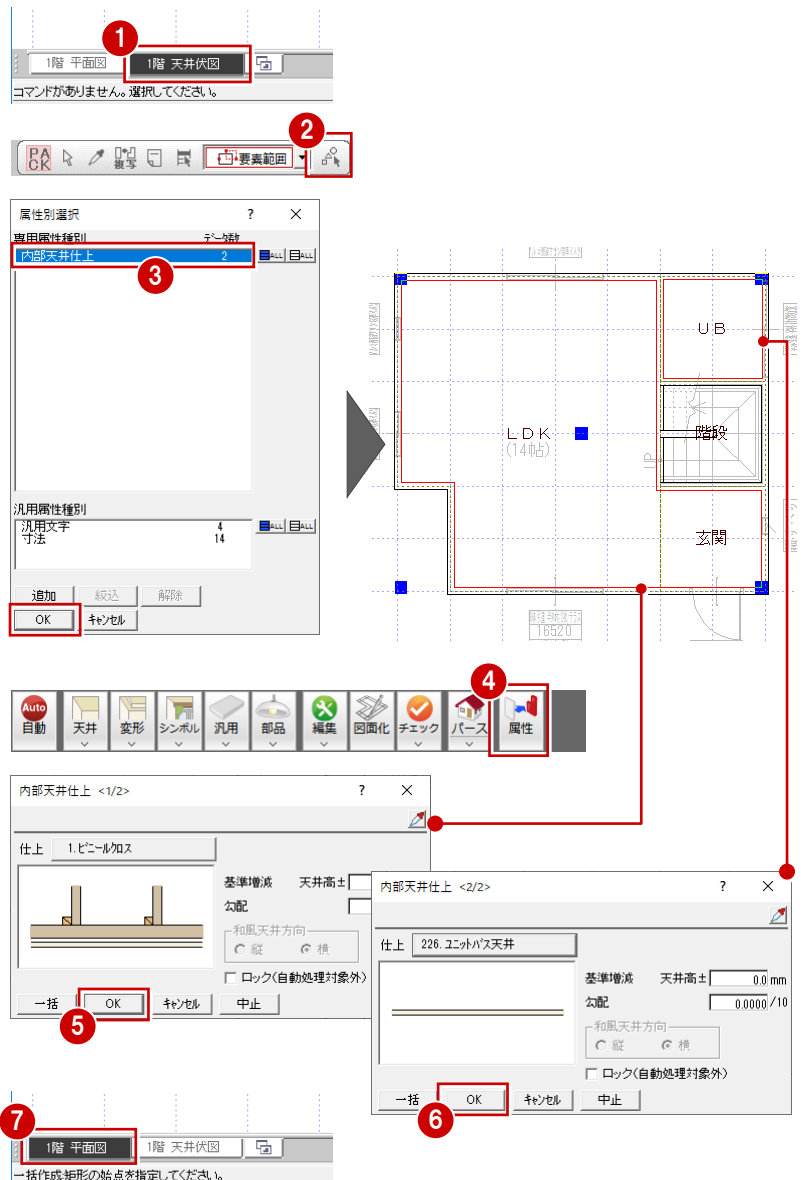 1
1階 平面図
1階 天井伏図
コマンドがありません。選択してください。
2
PACK
複写
要素範囲
属性別選択
? ×
専用属性種別
データ数
内部天井仕上 2
ALL ALL
3
汎用属性種別
汎用文字 4
寸法 14
ALL ALL
追加 絞込 解除
OK キャンセル
UB
LDK
(14帖)
階段
UP
玄関
16520
4
Auto
自動 天井 変形 シンボル 汎用 部品 編集 図面化 チェック パース 属性
内部天井仕上 <1/2>
? ×
仕上 1.ビニールクロス
基準増減 天井高±
勾配
和風天井方向
縦 横
ロック(自動処理対象外)
一括 OK キャンセル 中止
5
内部天井仕上 <2/2>
? ×
仕上 226.ユニットバス天井
基準増減 天井高± 0.0 mm
勾配 0.0000 /10
和風天井方向
縦 横
ロック(自動処理対象外)
一括 OK キャンセル 中止
6
7
1階 平面図
1階 天井伏図
一括作成:矩形の始点を指定してください。